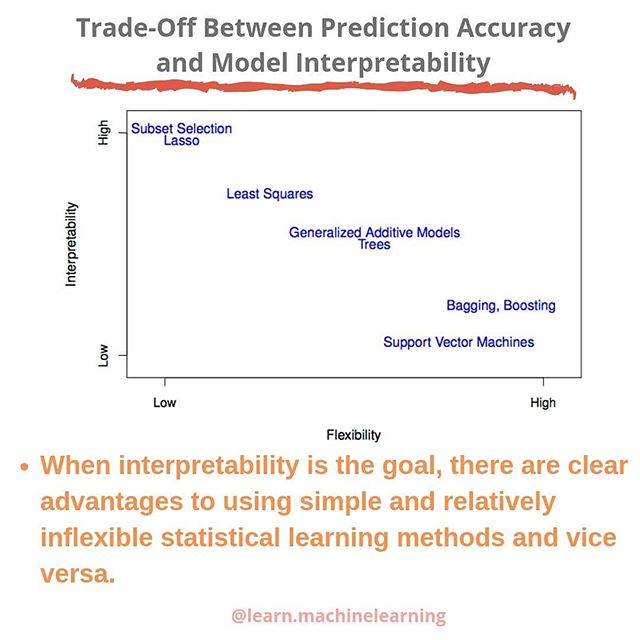 Trade-Off Between Prediction Accuracy
and Model Interpretability
High
Subset Selection
Lasso
Least Squares
Interpretability
Generalized Additive Models
Trees
Bagging, Boosting
Support Vector Machines
Low
Low
High
Flexibility
• When interpretability is the goal, there are clear
advantages to using simple and relatively
inflexible statistical learning methods and vice
versa.
@learn.machinelearning